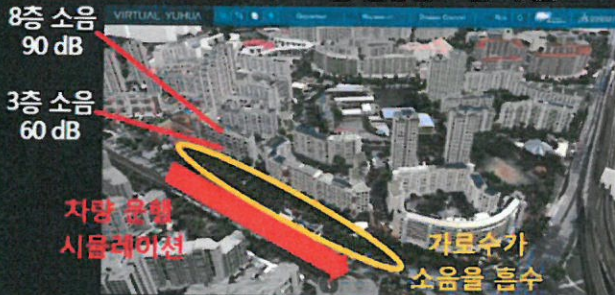 VIRTUAL YUHUA
8층 소음
90 dB
3층 소음
60 dB
차량 운행
시뮬레이션
가로수가
소음을 흡수